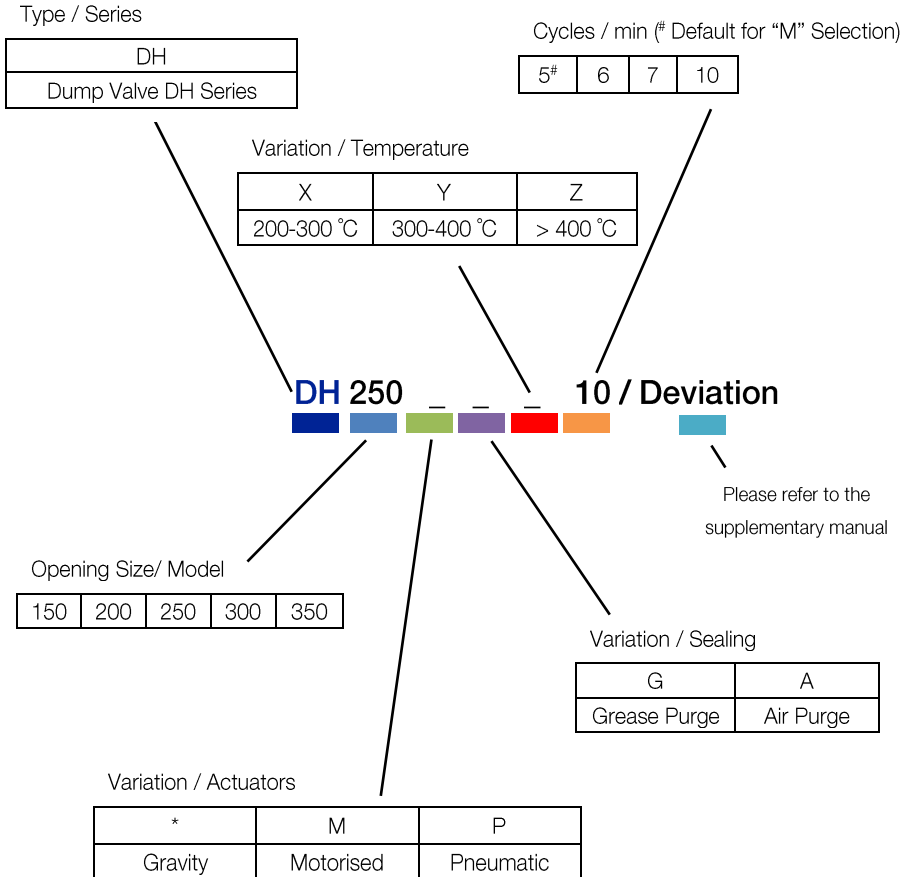 Type / Series
DH
Dump Valve DH Series
Cycles / min (# Default for “M” Selection)
5# 6 7 10
Variation / Temperature
X Y Z
200-300 ℃ 300-400 ℃ > 400 ℃
DH 250 _ _ _ 10 / Deviation
Please refer to the
supplementary manual
Opening Size/ Model
150 200 250 300 350
Variation / Sealing
G A
Grease Purge Air Purge
Variation / Actuators
* M P
Gravity Motorised Pneumatic